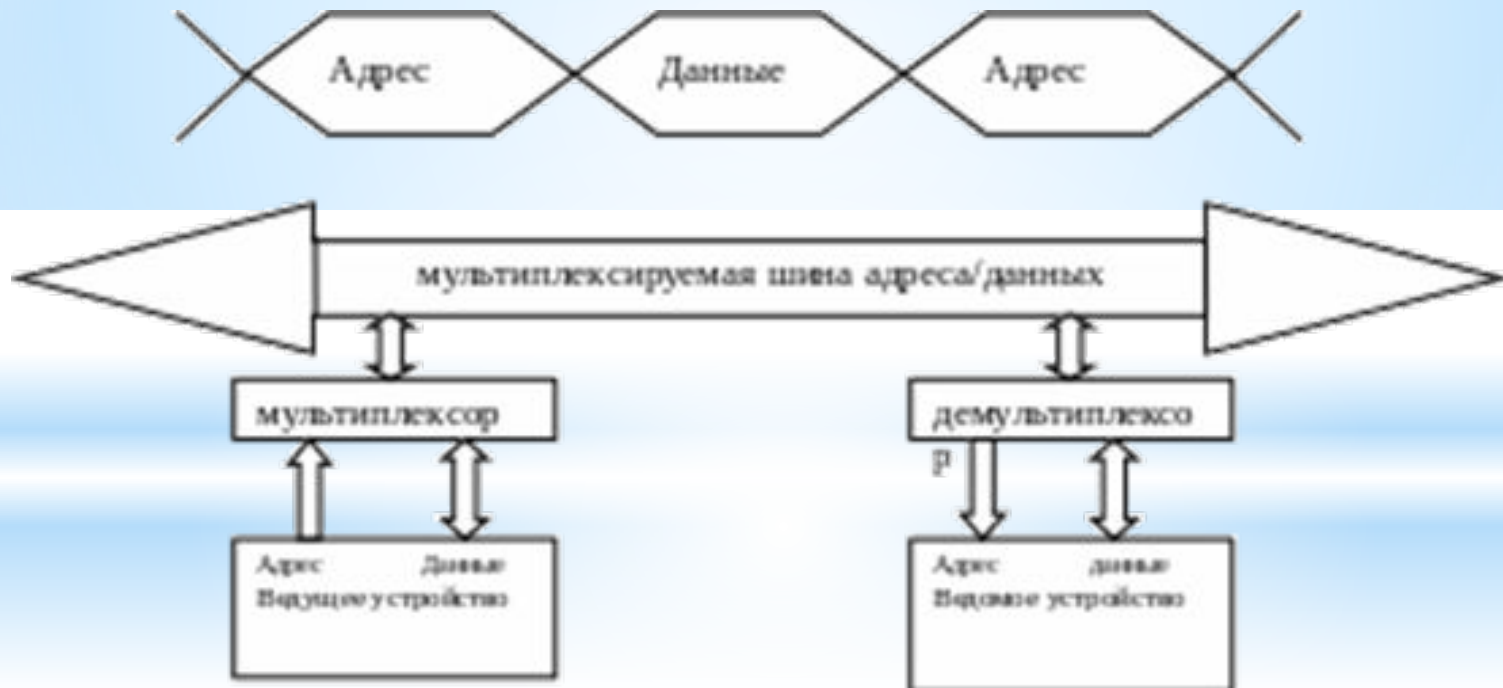 Адрес Данные Адрес
мультиплексируемая шина адреса/данных
мультиплексор демультиплексо
р
Адрес Данные Адрес данные
Ведущее устройство Ведомое устройство